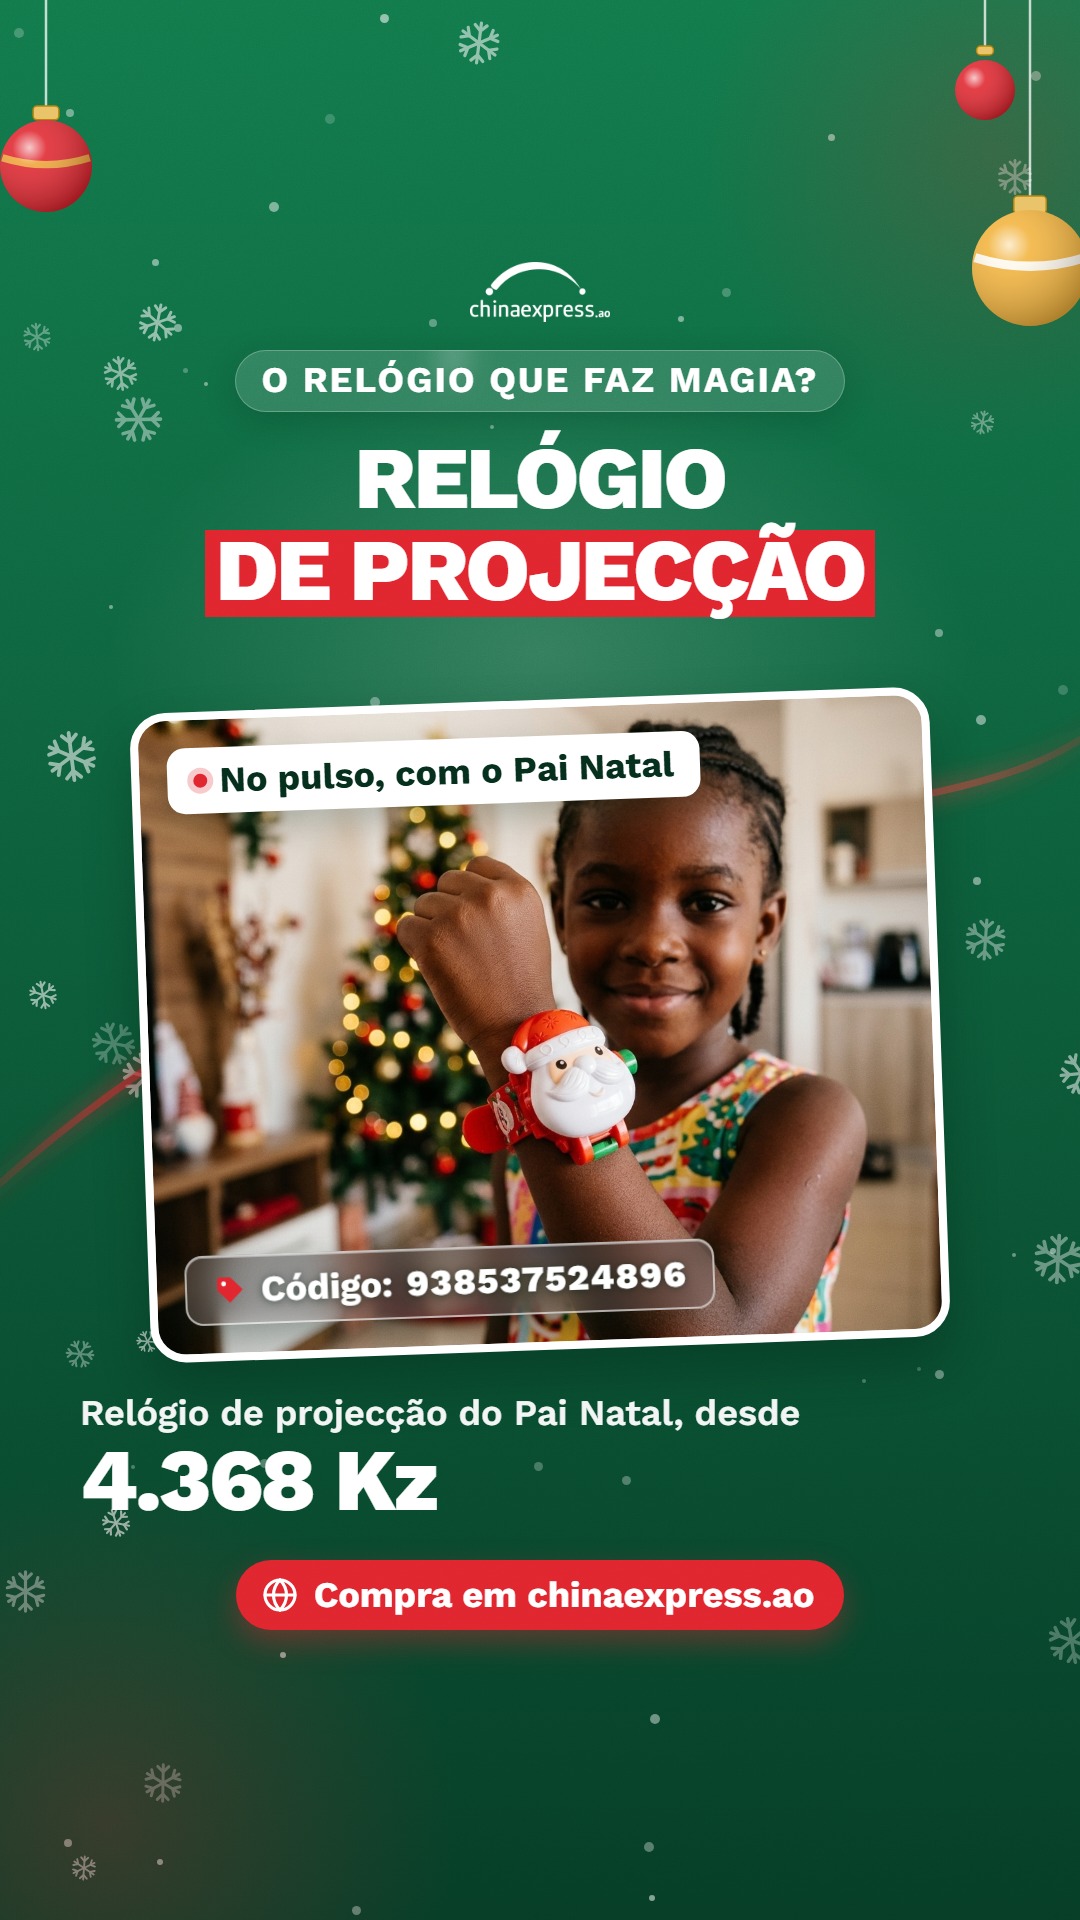 chinaexpress.ao
O RELÓGIO QUE FAZ MAGIA?
RELÓGIO
DE PROJECÇÃO
No pulso, com o Pai Natal
Código: 938537524896
Relógio de projecção do Pai Natal, desde
4.368 Kz
Compra em chinaexpress.ao